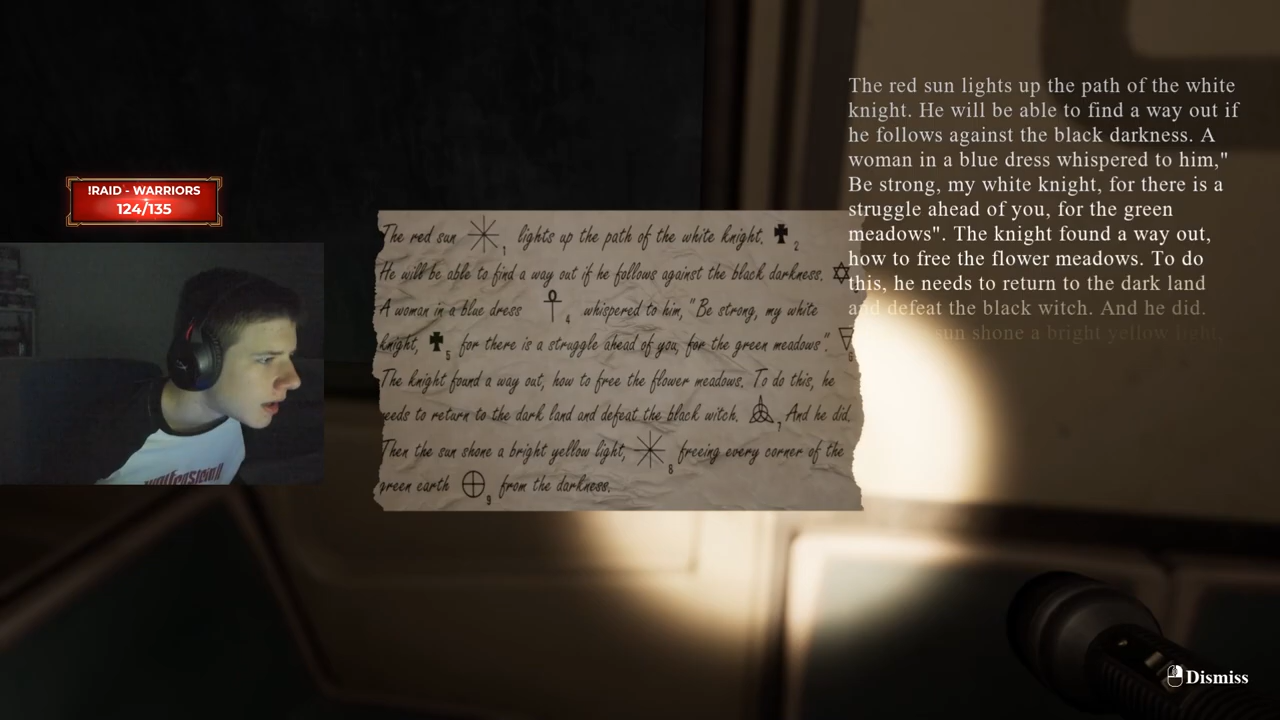 !RAID - WARRIORS
124/135
The red sun 1 lights up the path of the white knight. 2
He will be able to find a way out if he follows against the black darkness.
A woman in a blue dress 4 whispered to him,"Be strong, my white
knight, 5 for there is a struggle ahead of you, for the green meadows".
The knight found a way out, how to free the flower meadows. To do this, he
eeds to return to the dark land and defeat the black witch. 7 And he did.
Then the sun shone a bright yellow light, 8 freeing every corner of the
green earth 9 from the darkness.
The red sun lights up the path of the white
knight. He will be able to find a way out if
he follows against the black darkness. A
woman in a blue dress whispered to him,"
Be strong, my white knight, for there is a
struggle ahead of you, for the green
meadows". The knight found a way out,
how to free the flower meadows. To do
this, he needs to return to the dark land
and defeat the black witch. And he did.
sun shone a bright yellow light,
Dismiss